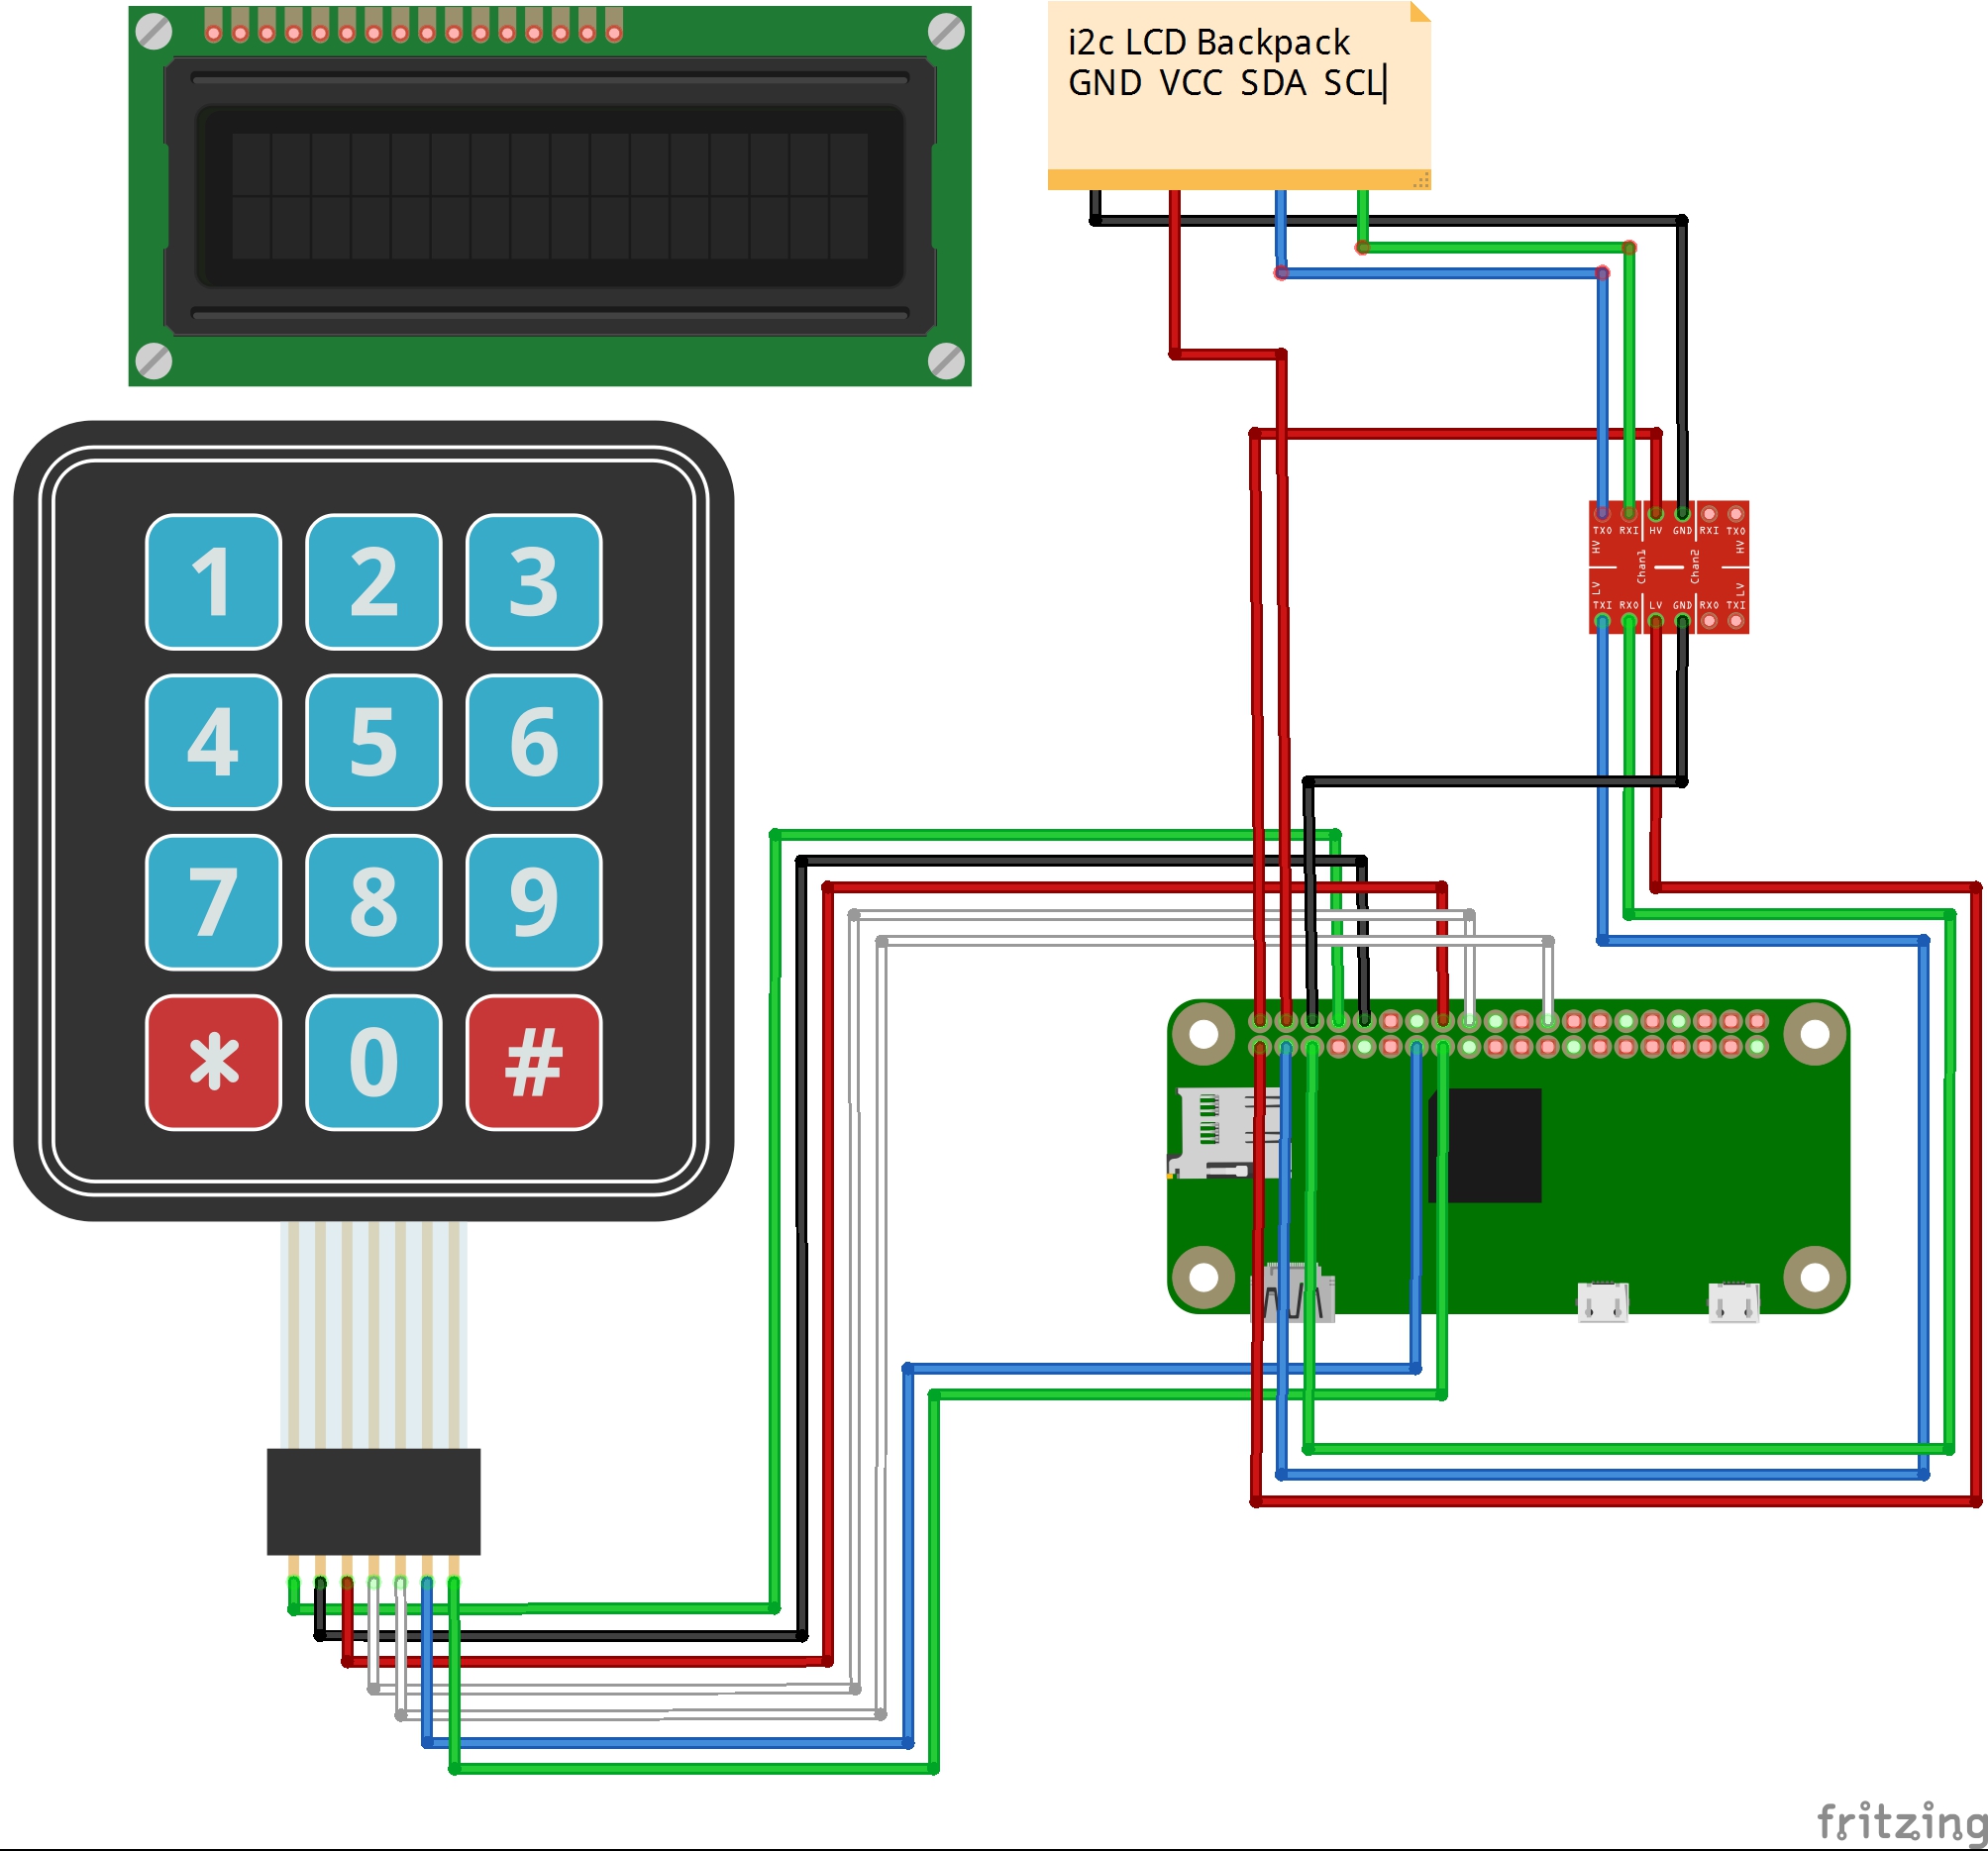 i2c LCD Backpack
GND VCC SDA SCL
1 2 3
4 5 6
7 8 9
* 0 #
TXO RXI HV GND RXI TXO
HV Chan1 Chan2 HV
LV LV
TXI RXO LV GND RXO TXI
fritzing